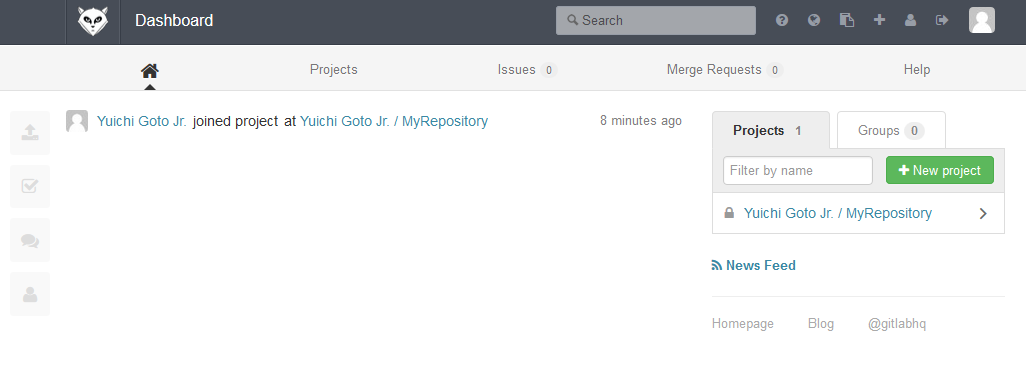 Dashboard
Search
Projects
Issues 0
Merge Requests 0
Help
Yuichi Goto Jr. joined project at Yuichi Goto Jr. / MyRepository
8 minutes ago
Projects 1
Groups 0
Filter by name
New project
Yuichi Goto Jr. / MyRepository
News Feed
Homepage
Blog
@gitlabhq